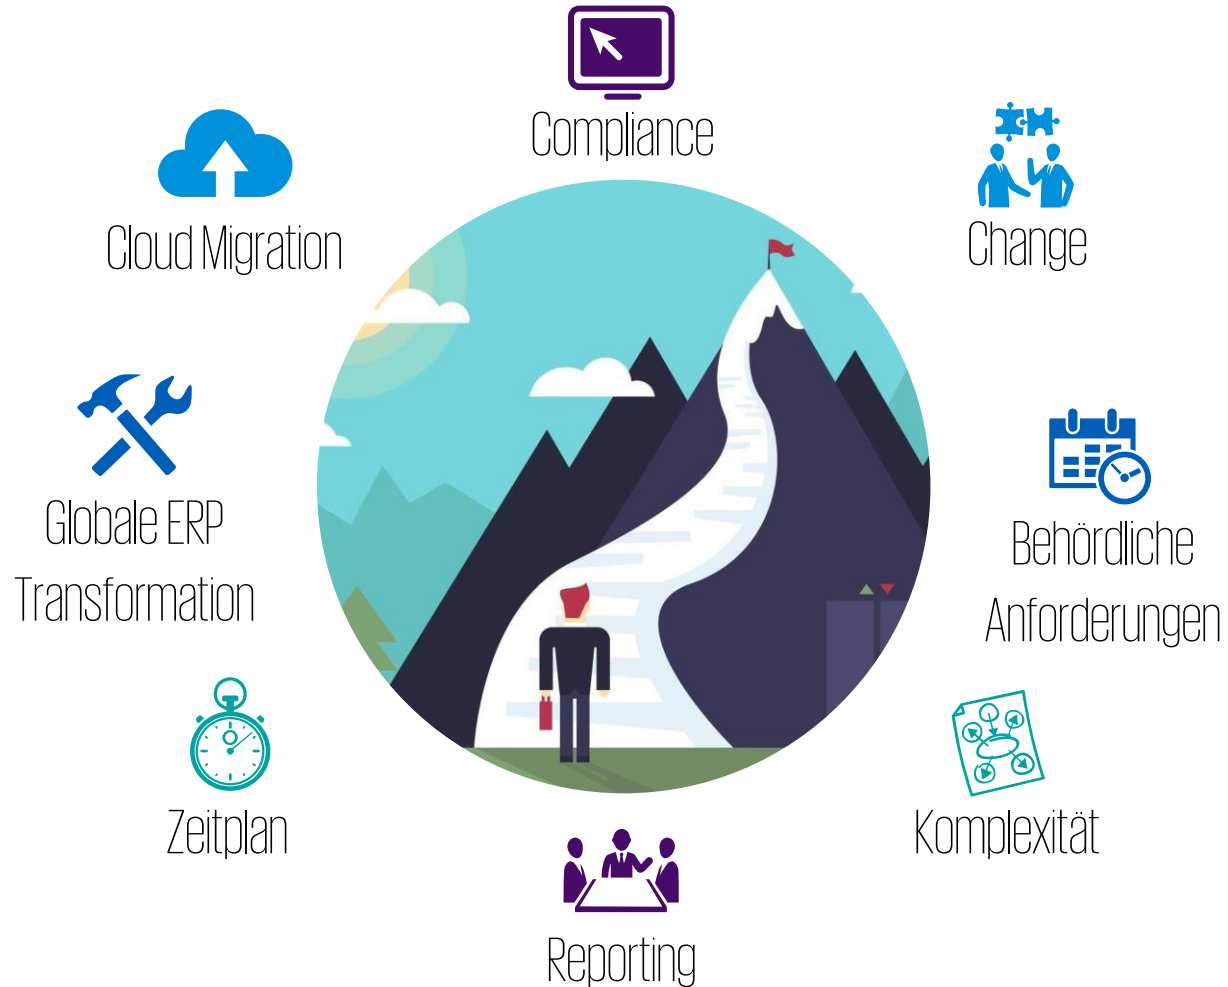 Compliance
Cloud Migration
Change
Globale ERP
Transformation
Behördliche
Anforderungen
Zeitplan
Komplexität
Reporting